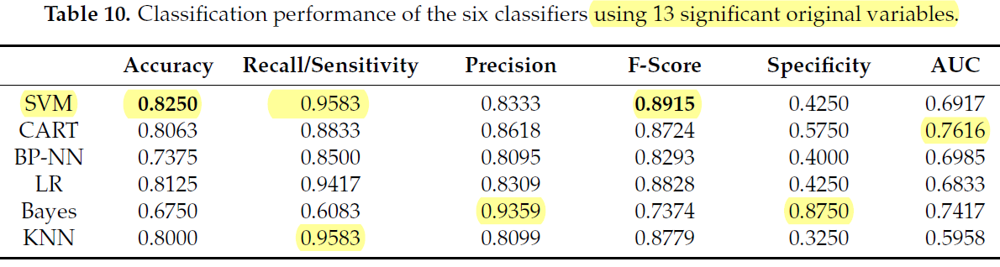 Table 10. Classification performance of the six classifiers using 13 significant original variables.
Accuracy Recall/Sensitivity Precision F-Score Specificity AUC
SVM 0.8250 0.9583 0.8333 0.8915 0.4250 0.6917
CART 0.8063 0.8833 0.8618 0.8724 0.5750 0.7616
BP-NN 0.7375 0.8500 0.8095 0.8293 0.4000 0.6985
LR 0.8125 0.9417 0.8309 0.8828 0.4250 0.6833
Bayes 0.6750 0.6083 0.9359 0.7374 0.8750 0.7417
KNN 0.8000 0.9583 0.8099 0.8779 0.3250 0.5958